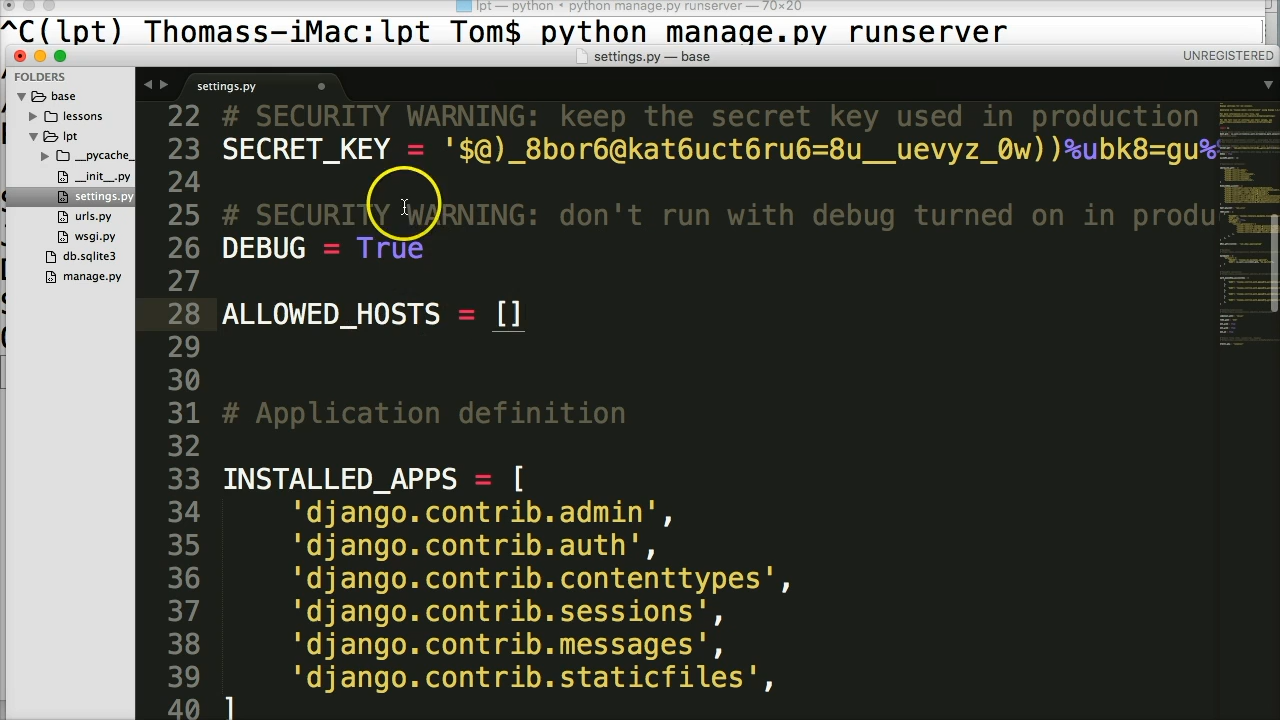 lpt — python • python manage.py runserver — 70×20
^C(lpt) Thomass-iMac:lpt Tom$ python manage.py runserver
settings.py — base
UNREGISTERED
FOLDERS
base
lessons
lpt
__pycache_
__init__.py
settings.py
urls.py
wsgi.py
db.sqlite3
manage.py
settings.py
22 # SECURITY WARNING: keep the secret key used in production
23 SECRET_KEY = '$@)_8bor6@kat6uct6ru6=8u__uevyz_0w))%ubk8=gu%
24
25 # SECURITY WARNING: don't run with debug turned on in produ
26 DEBUG = True
27
28 ALLOWED_HOSTS = []
29
30
31 # Application definition
32
33 INSTALLED_APPS = [
34 'django.contrib.admin',
35 'django.contrib.auth',
36 'django.contrib.contenttypes',
37 'django.contrib.sessions',
38 'django.contrib.messages',
39 'django.contrib.staticfiles',
40 ]